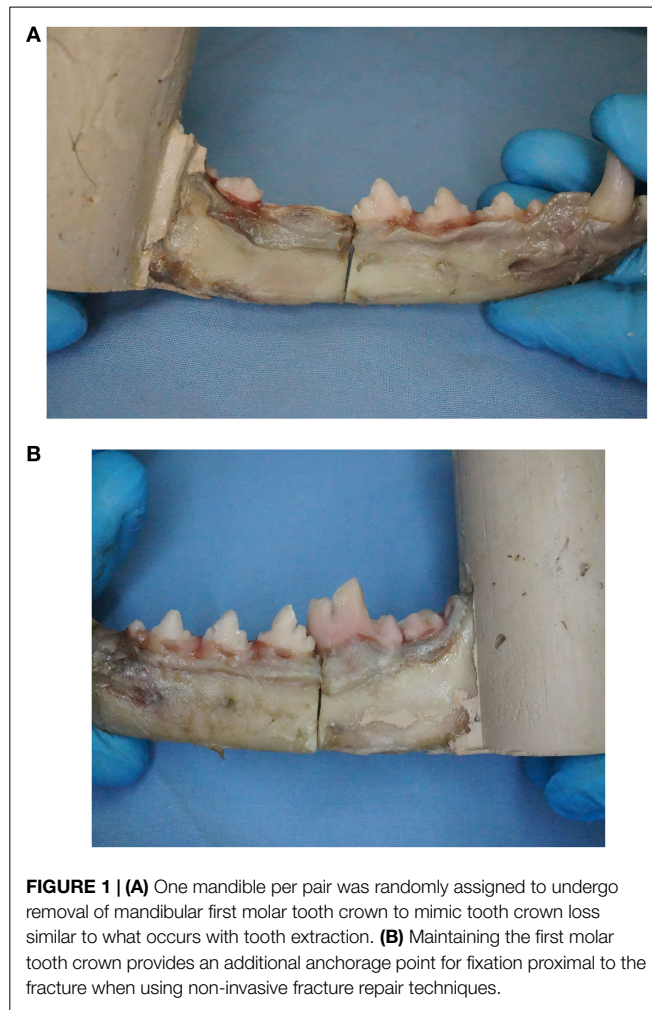 A
B
FIGURE 1 | (A) One mandible per pair was randomly assigned to undergo
removal of mandibular first molar tooth crown to mimic tooth crown loss
similar to what occurs with tooth extraction. (B) Maintaining the first molar
tooth crown provides an additional anchorage point for fixation proximal to the
fracture when using non-invasive fracture repair techniques.